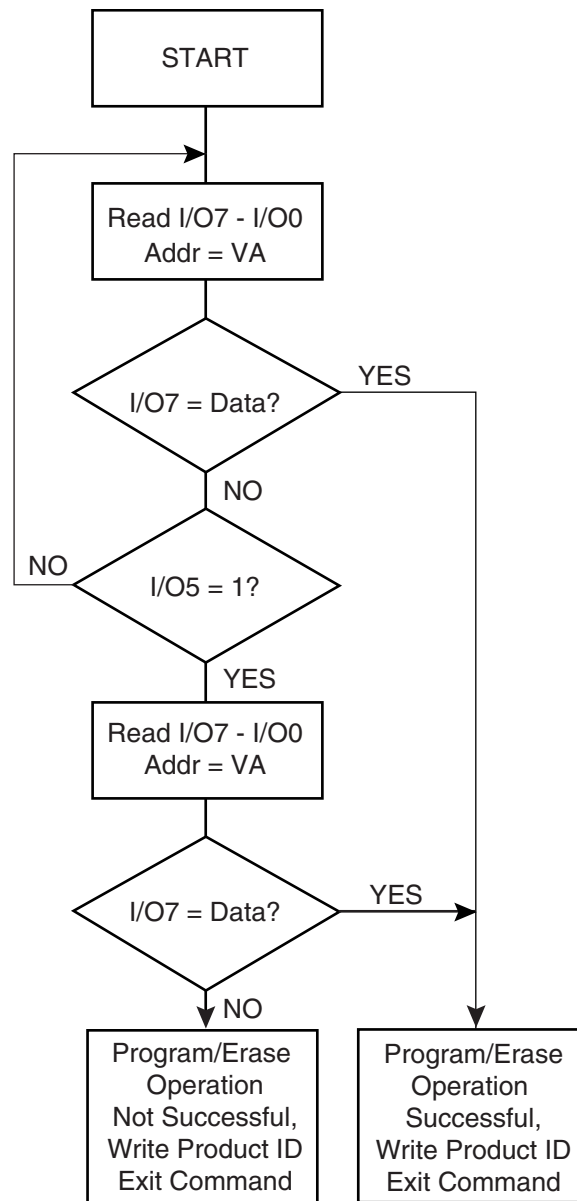 START
Read I/O7 - I/O0
Addr = VA
I/O7 = Data?
YES
NO
NO
I/O5 = 1?
YES
Read I/O7 - I/O0
Addr = VA
I/O7 = Data?
YES
NO
Program/Erase
Operation
Not Successful,
Write Product ID
Exit Command
Program/Erase
Operation
Successful,
Write Product ID
Exit Command